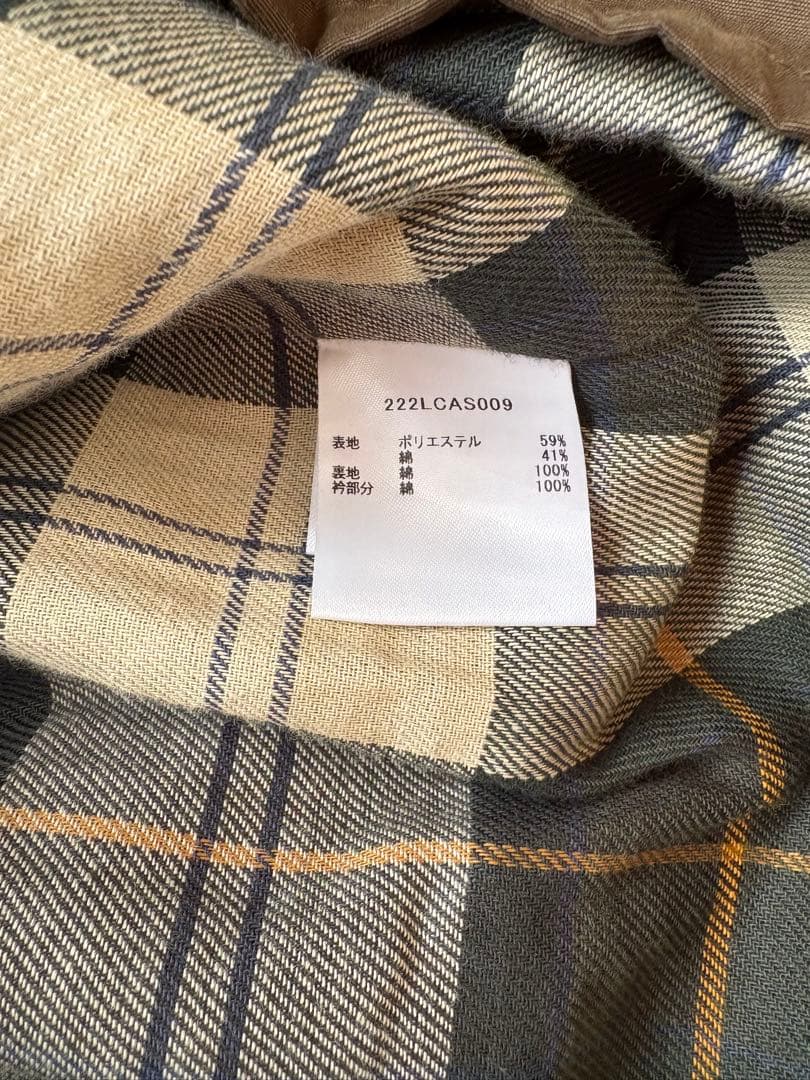 222LCAS009
表地 ポリエステル 59%
綿 41%
裏地 綿 100%
衿部分 綿 100%